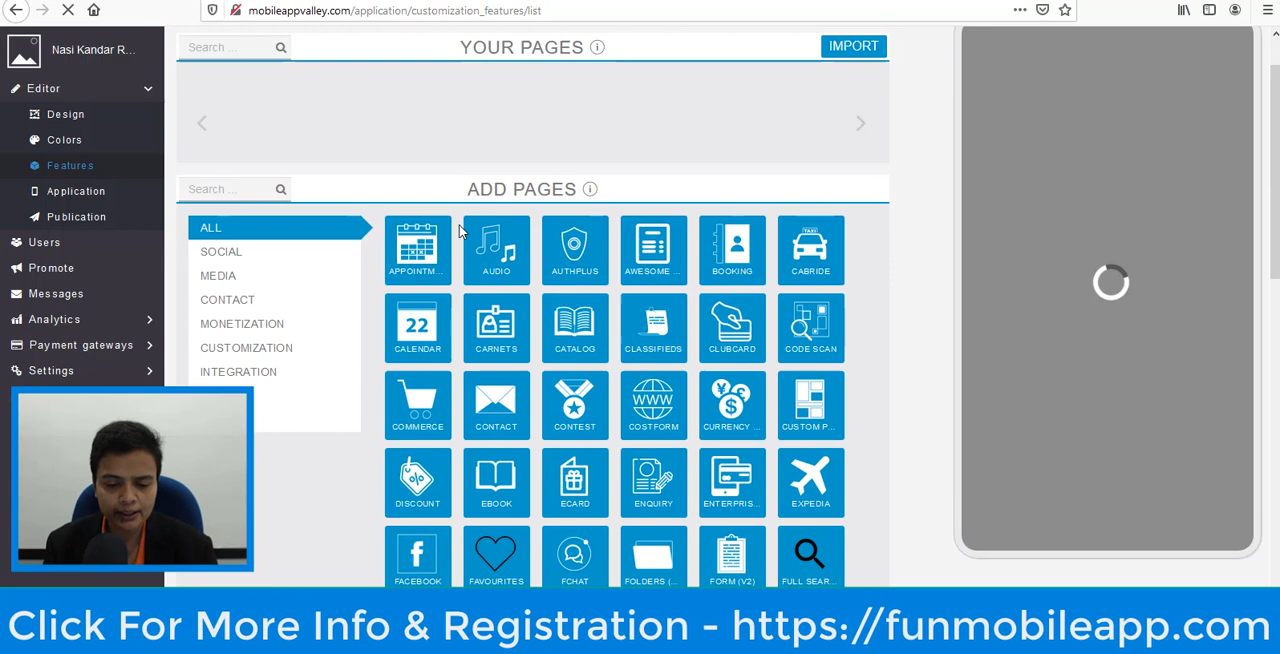 mobileappvalley.com/application/customization_features/list
Nasi Kandar R...
Editor
Design
Colors
Features
Application
Publication
Users
Promote
Messages
Analytics
Payment gateways
Settings
Search ...
YOUR PAGES
IMPORT
Search ...
ADD PAGES
ALL
SOCIAL
MEDIA
CONTACT
MONETIZATION
CUSTOMIZATION
INTEGRATION
APPOINTM... AUDIO AUTHPLUS AWESOME ... BOOKING CABRIDE
TAXI
22
CALENDAR CARNETS CATALOG CLASSIFIEDS CLUBCARD CODE SCAN
WWW
COMMERCE CONTACT CONTEST COSTFORM CURRENCY ... CUSTOM P...
DISCOUNT EBOOK ECARD ENQUIRY ENTERPRIS... EXPEDIA
FACEBOOK FAVOURITES FCHAT FOLDERS (... FORM (V2) FULL SEAR...
Click For More Info & Registration - https://funmobileapp.com